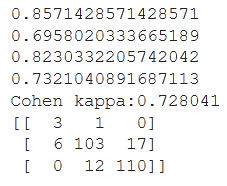 0.8571428571428571
0.6958020333665189
0.8230332205742042
0.7321040891687113
Cohen kappa:0.728041
[[  3   1   0]
 [  6 103  17]
 [  0  12 110]]